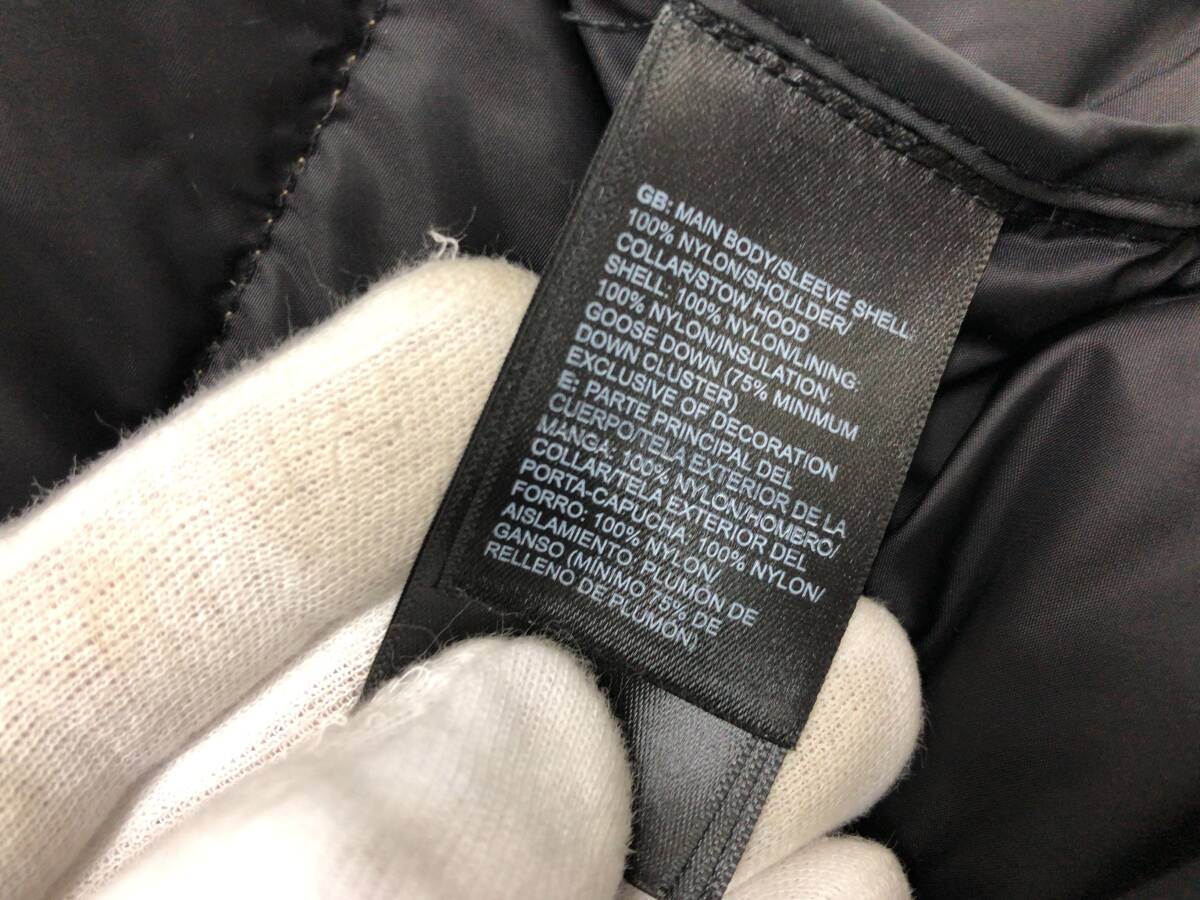 GB: MAIN BODY/SLEEVE SHELL:
100% NYLON/SHOULDER/
COLLAR/STOW HOOD
SHELL: 100% NYLON/LINING:
100% NYLON/INSULATION.
GOOSE DOWN (75% MINIMUM
DOWN CLUSTER)
EXCLUSIVE OF DECORATION
E: PARTE PRINCIPAL DEL
CUERPO/TELA EXTERIOR DE LA
MANGA: 100% NYLON/HOMBRO/
COLLAR/TELA EXTERIOR DEL
PORTA-CAPUCHA: 100% NYLON/
FORRO: 100% NYLON/
AISLAMIENTO: PLUMÓN DE
GANSO (MÍNIMO 75% DE
RELLENO DE PLUMÓN)